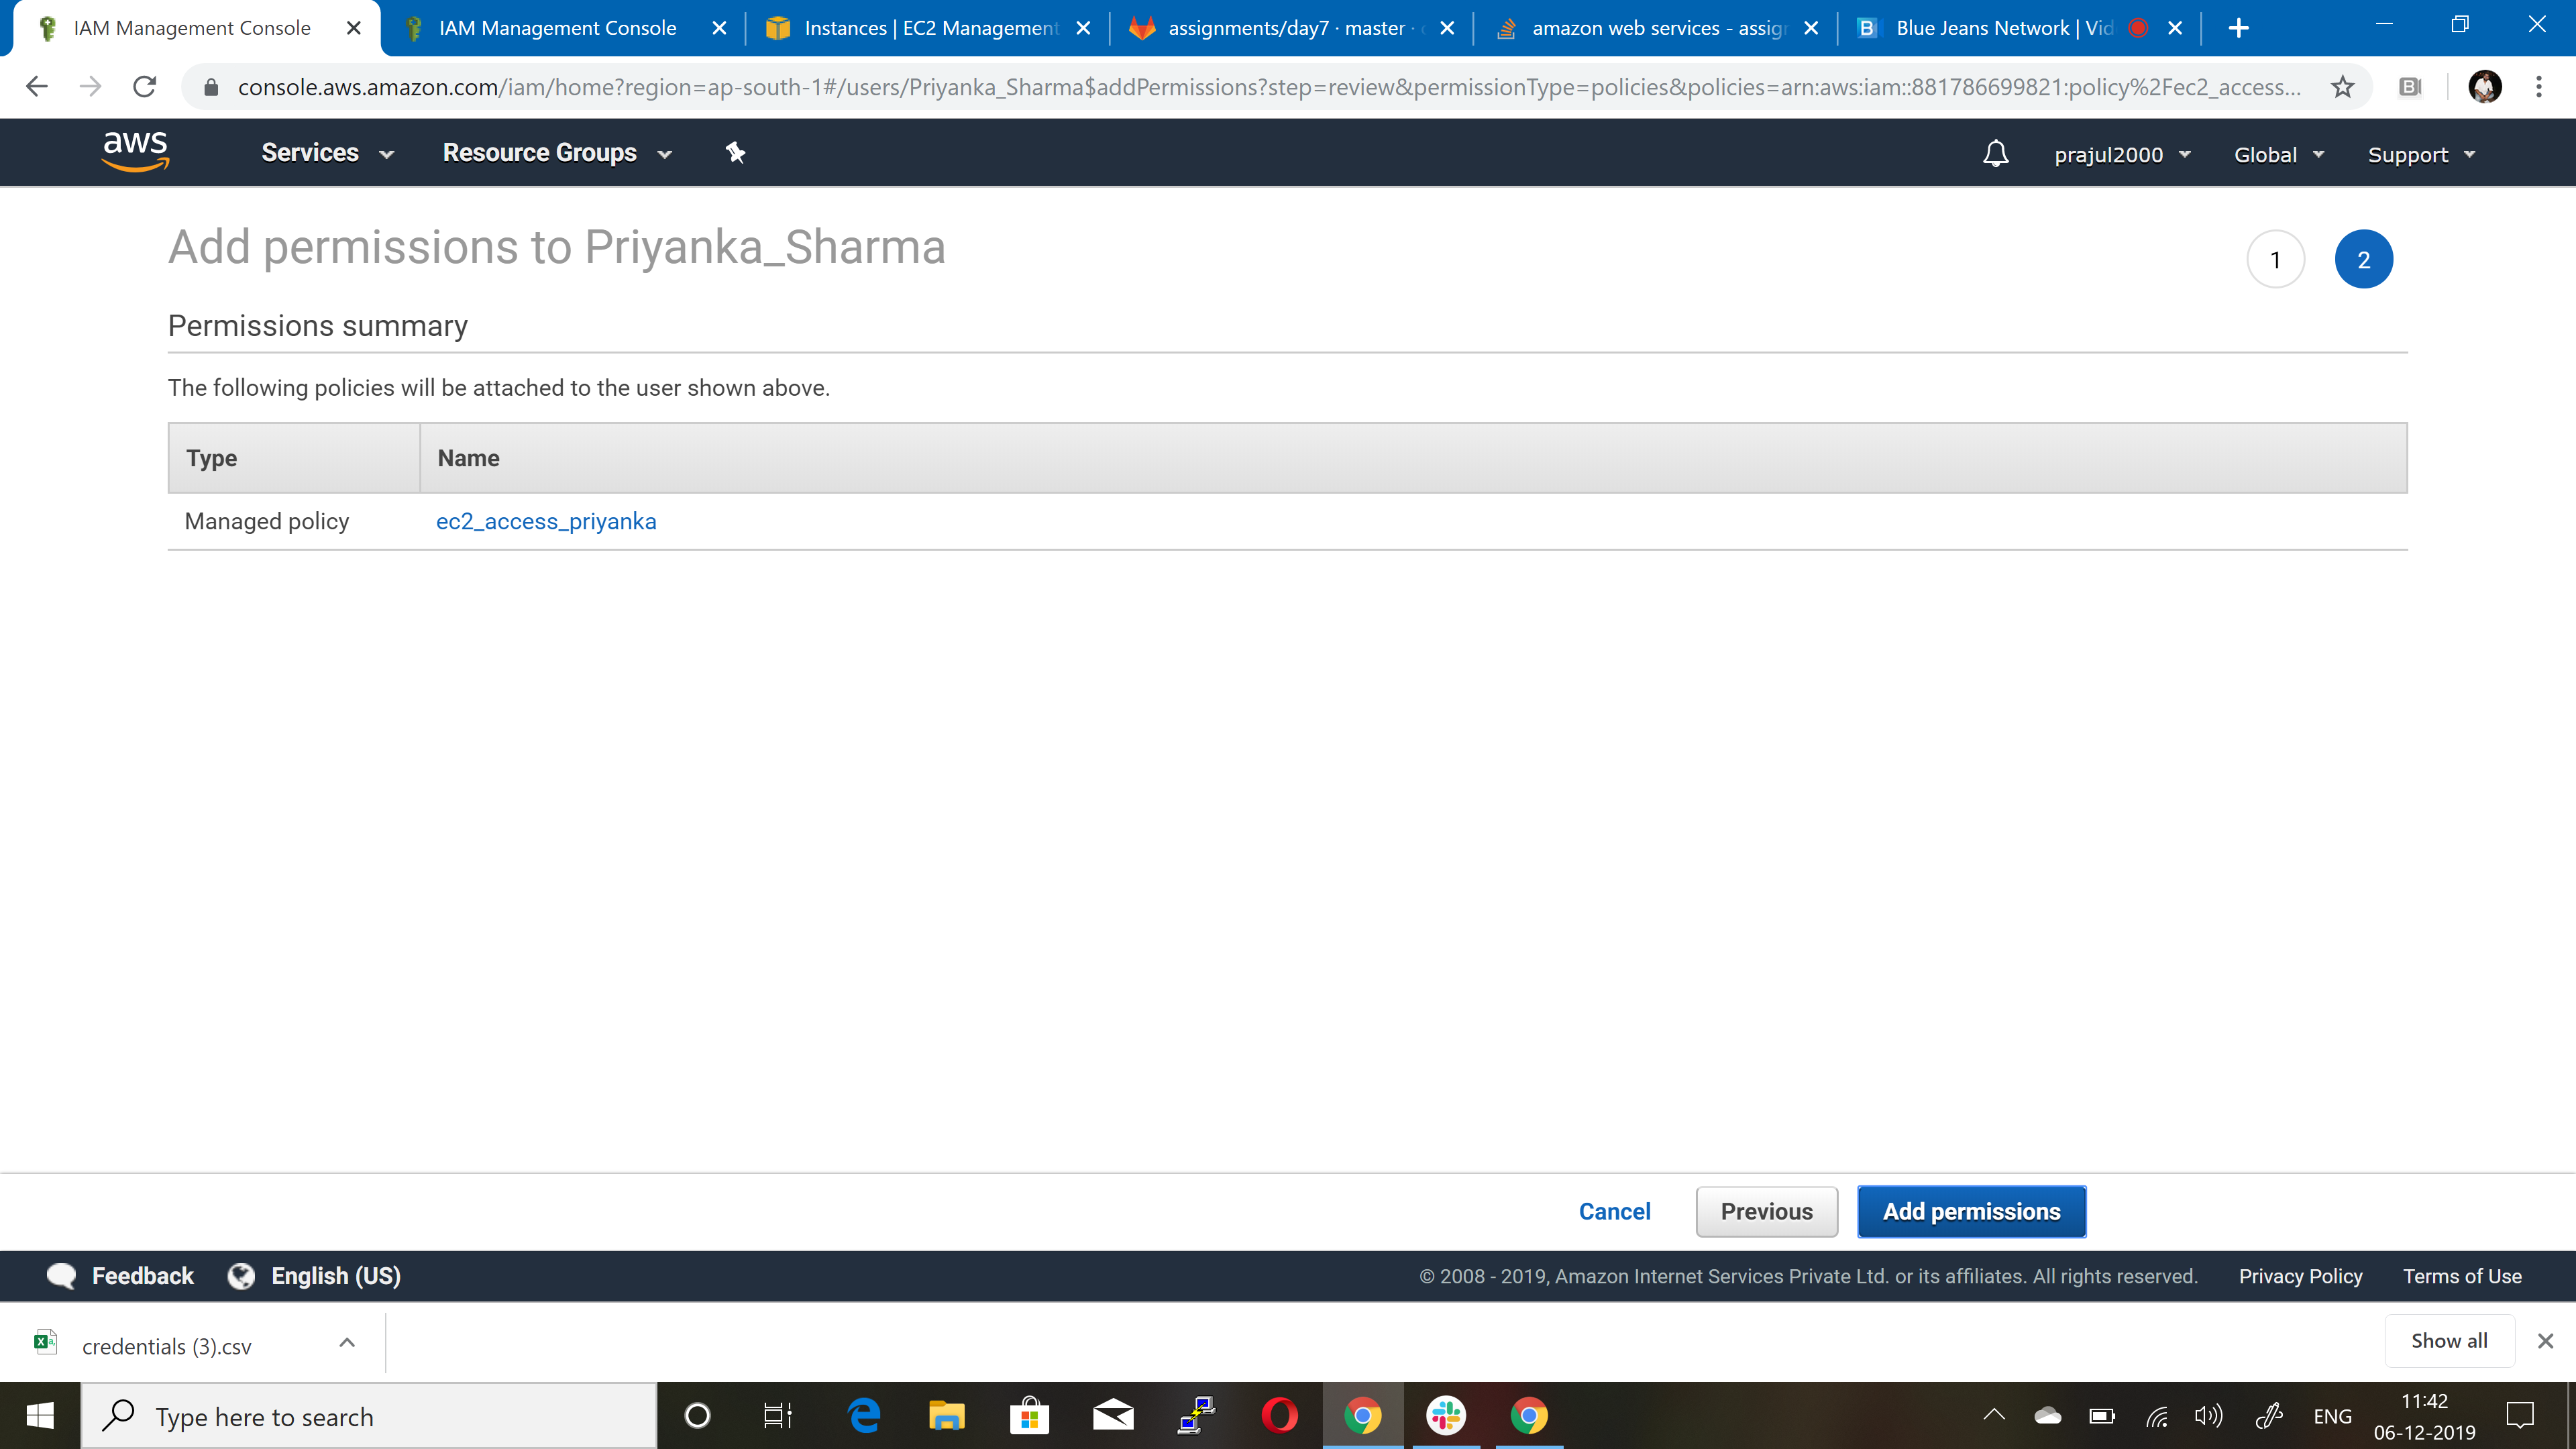 IAM Management Console
IAM Management Console
Instances | EC2 Management
assignments/day7 · master ·
amazon web services - assig
Blue Jeans Network | Vid
console.aws.amazon.com/iam/home?region=ap-south-1#/users/Priyanka_Sharma$addPermissions?step=review&permissionType=policies&policies=arn:aws:iam::881786699821:policy%2Fec2_access...
aws
Services
Resource Groups
prajul2000
Global
Support
Add permissions to Priyanka_Sharma
1
2
Permissions summary
The following policies will be attached to the user shown above.
Type
Name
Managed policy
ec2_access_priyanka
Cancel
Previous
Add permissions
Feedback
English (US)
© 2008 - 2019, Amazon Internet Services Private Ltd. or its affiliates. All rights reserved.
Privacy Policy
Terms of Use
credentials (3).csv
Show all
Type here to search
ENG
11:42
06-12-2019